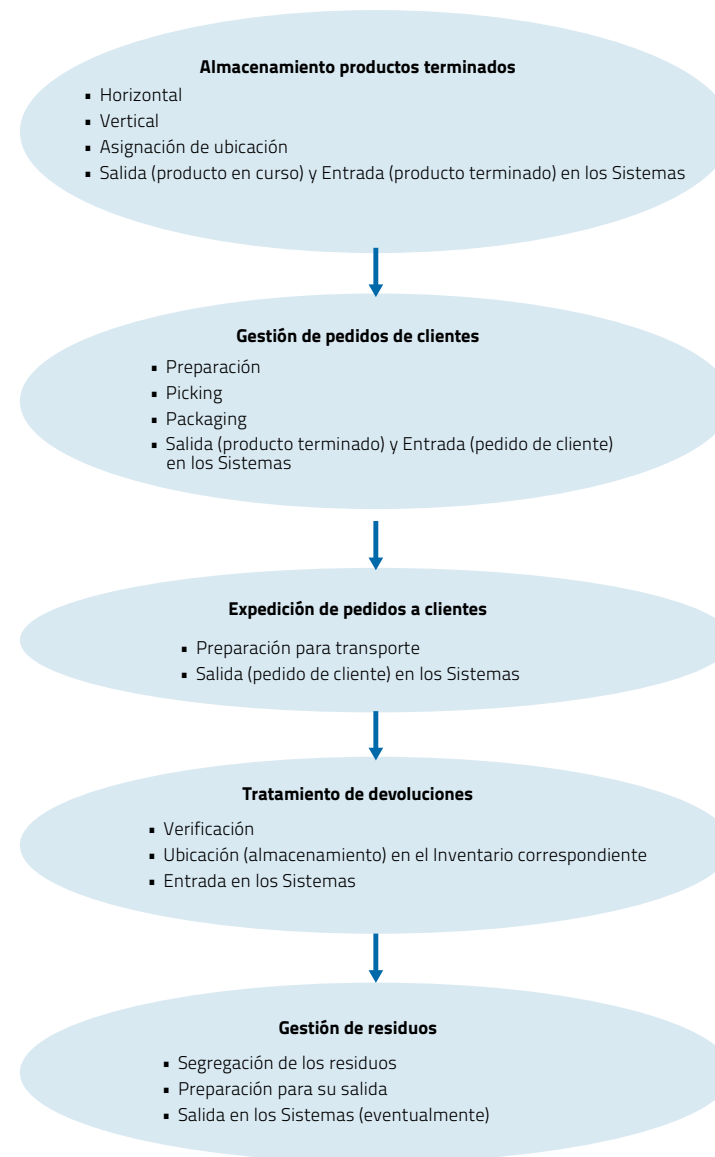 Almacenamiento productos terminados
▪ Horizontal
▪ Vertical
▪ Asignación de ubicación
▪ Salida (producto en curso) y Entrada (producto terminado) en los Sistemas
Gestión de pedidos de clientes
▪ Preparación
▪ Picking
▪ Packaging
▪ Salida (producto terminado) y Entrada (pedido de cliente)
en los Sistemas
Expedición de pedidos a clientes
▪ Preparación para transporte
▪ Salida (pedido de cliente) en los Sistemas
Tratamiento de devoluciones
▪ Verificación
▪ Ubicación (almacenamiento) en el Inventario correspondiente
▪ Entrada en los Sistemas
Gestión de residuos
▪ Segregación de los residuos
▪ Preparación para su salida
▪ Salida en los Sistemas (eventualmente)